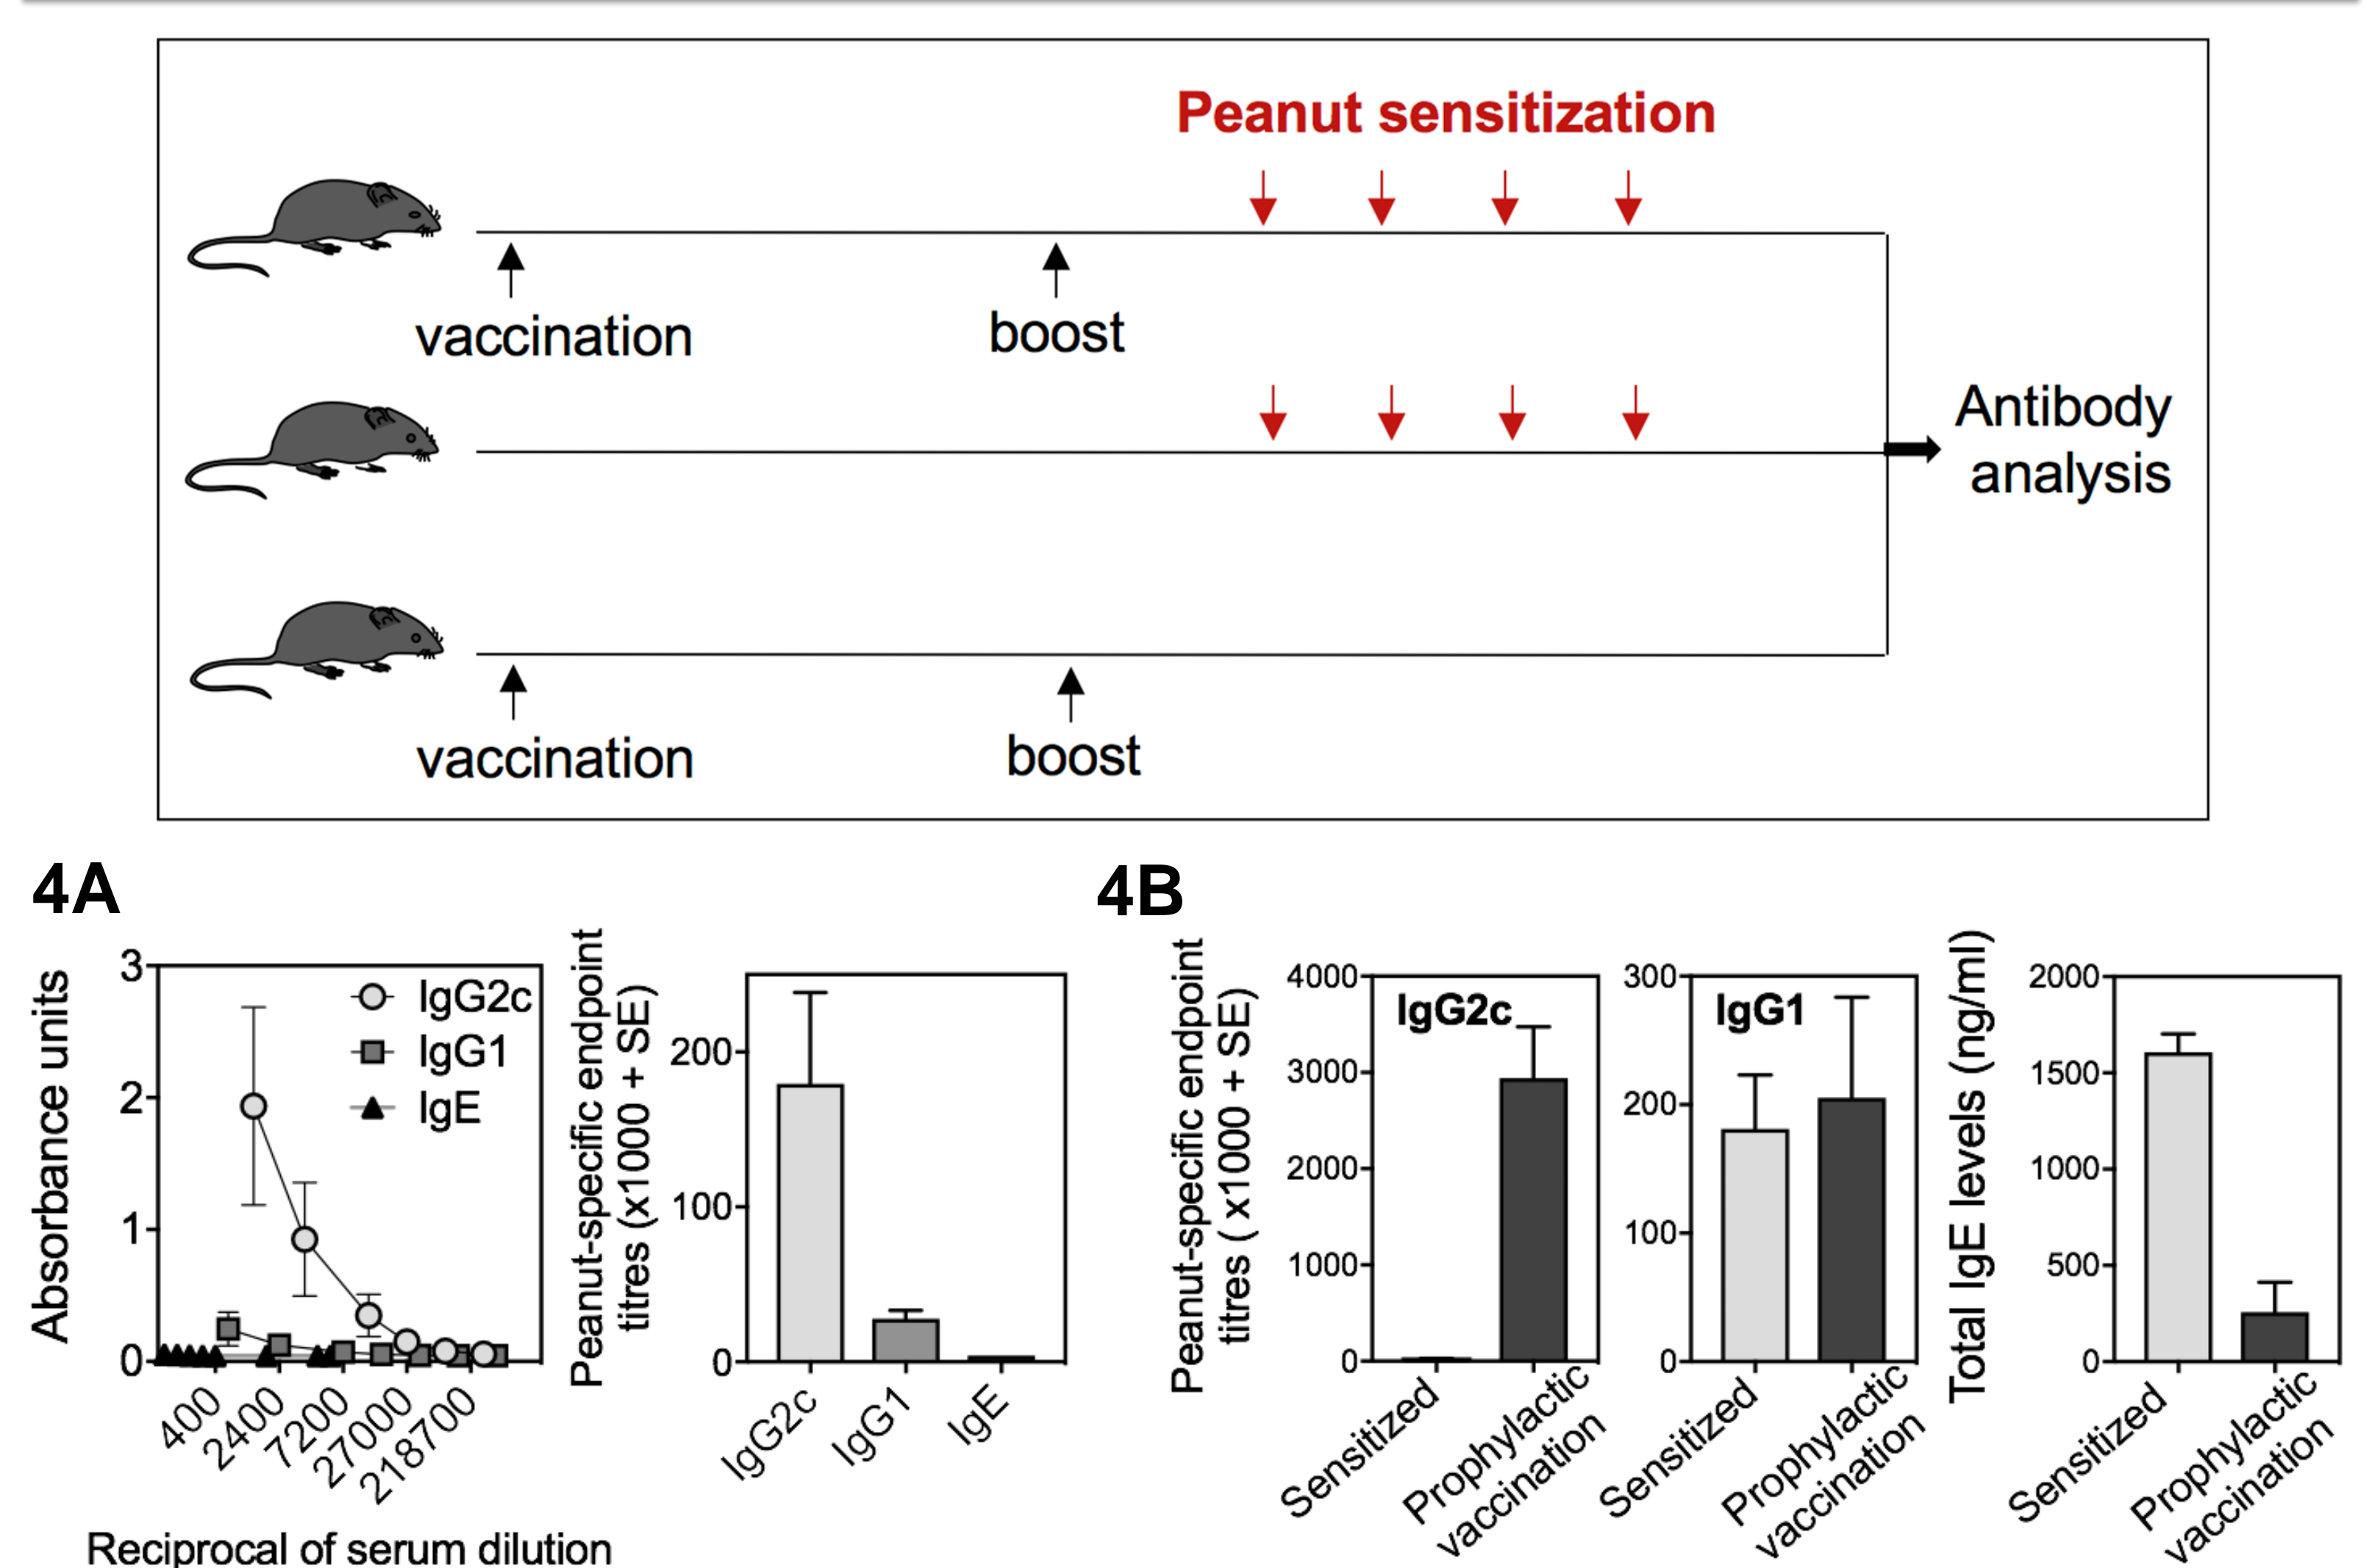 Peanut sensitization
vaccination
boost
Antibody
analysis
vaccination
boost
4A
Absorbance units
3
2
1
0
IgG2c
IgG1
IgE
400
2400
7200
27000
218700
Reciprocal of serum dilution
Peanut-specific endpoint
titres (x1000 + SE)
200
100
0
IgG2c
IgG1
IgE
4B
Peanut-specific endpoint
titres ( x1000 + SE)
4000
3000
2000
1000
0
IgG2c
Sensitized
Prophylactic
vaccination
300
200
100
0
IgG1
Sensitized
Prophylactic
vaccination
Total IgE levels (ng/ml)
2000
1500
1000
500
0
Sensitized
Prophylactic
vaccination